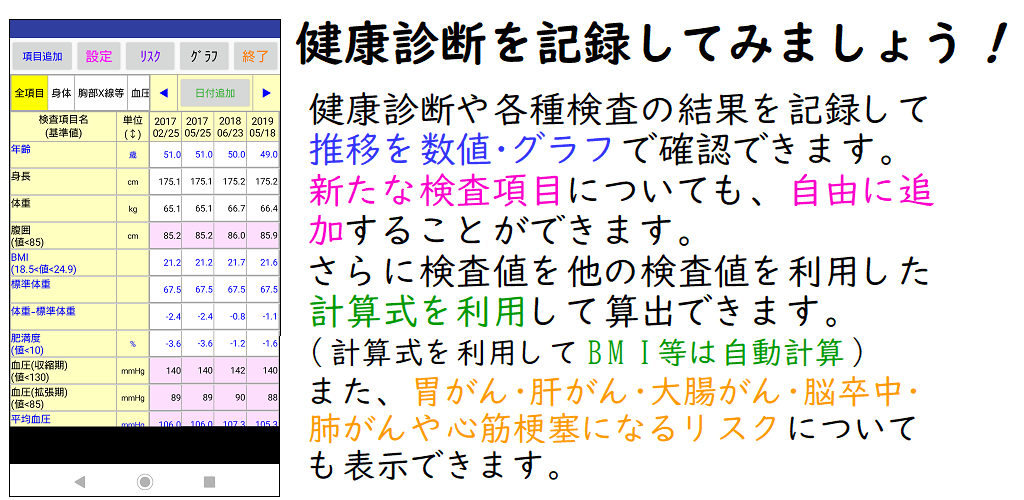 健康診断を記録してみましょう！
項目追加 設定 ﾘｽｸ ｸﾞﾗﾌ 終了
全項目 身体 胸部X線等 血圧 ◀ 日付追加 ▶
検査項目名 (基準値) 単位 (↕) 2017 02/25 2017 05/25 2018 06/23 2019 05/18
年齢 歳 51.0 51.0 50.0 49.0
身長 cm 175.1 175.1 175.2 175.2
体重 kg 65.1 65.1 66.7 66.4
腹囲 (値<85) cm 85.2 85.2 86.0 85.9
BMI (18.5<値<24.9) 21.2 21.2 21.7 21.6
標準体重 67.5 67.5 67.5 67.5
体重-標準体重 -2.4 -2.4 -0.8 -1.1
肥満度 (値<10) % -3.6 -3.6 -1.2 -1.6
血圧(収縮期) (値<130) mmHg 140 140 142 140
血圧(拡張期) (値<85) mmHg 89 89 90 88
平均血圧 mmHg 106.0 106.0 107.3 105.3
健康診断や各種検査の結果を記録して
推移を数値･グラフで確認できます。
新たな検査項目についても、自由に追
加することができます。
さらに検査値を他の検査値を利用した
計算式を利用して算出できます。
(計算式を利用してＢＭＩ等は自動計算)
また、胃がん･肝がん･大腸がん･脳卒中･
肺がんや心筋梗塞になるリスクについて
も表示できます。